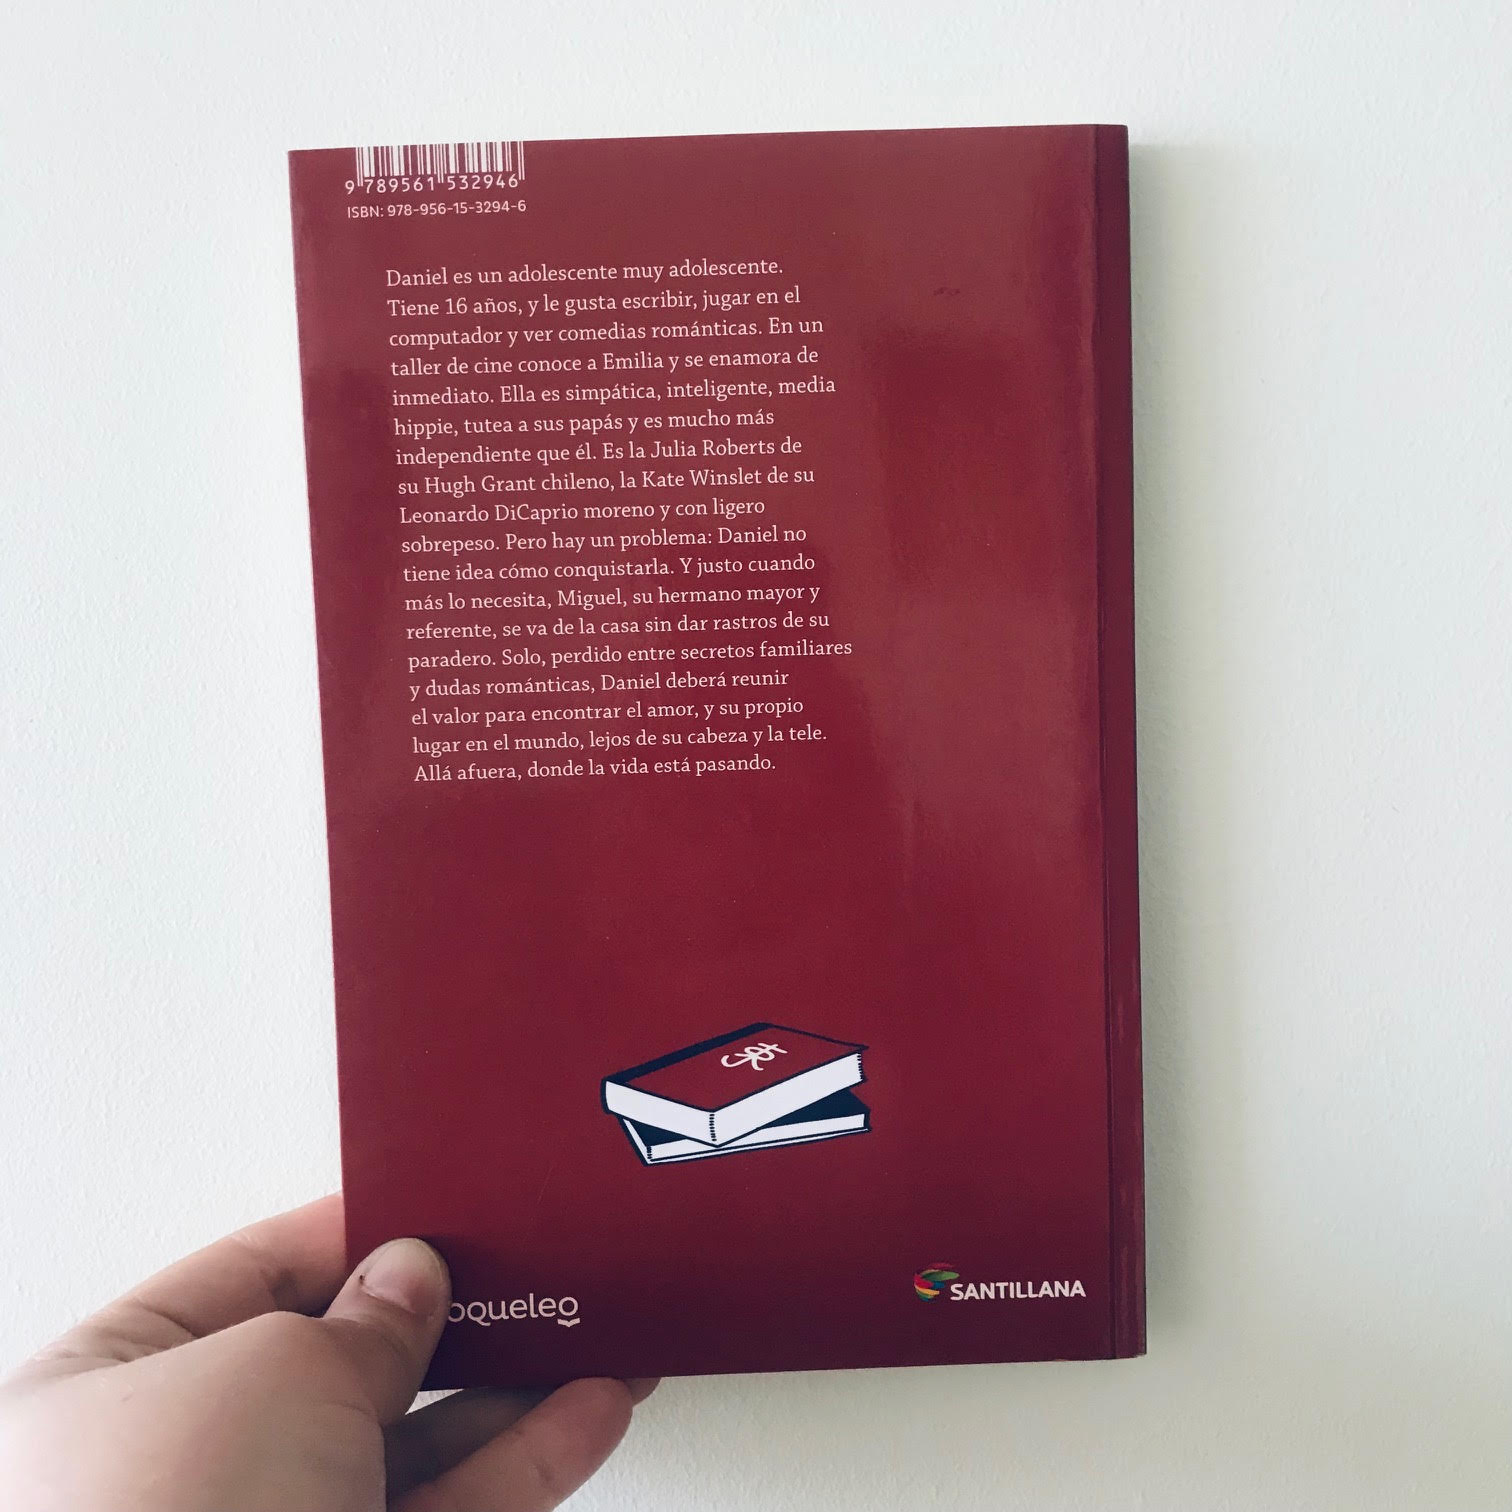 9 789561 532946
ISBN: 978-956-15-3294-6
Daniel es un adolescente muy adolescente.
Tiene 16 años, y le gusta escribir, jugar en el
computador y ver comedias románticas. En un
taller de cine conoce a Emilia y se enamora de
inmediato. Ella es simpática, inteligente, media
hippie, tutea a sus papás y es mucho más
independiente que él. Es la Julia Roberts de
su Hugh Grant chileno, la Kate Winslet de su
Leonardo DiCaprio moreno y con ligero
sobrepeso. Pero hay un problema: Daniel no
tiene idea cómo conquistarla. Y justo cuando
más lo necesita, Miguel, su hermano mayor y
referente, se va de la casa sin dar rastros de su
paradero. Solo, perdido entre secretos familiares
y dudas románticas, Daniel deberá reunir
el valor para encontrar el amor, y su propio
lugar en el mundo, lejos de su cabeza y la tele.
Allá afuera, donde la vida está pasando.
oqueleo
SANTILLANA